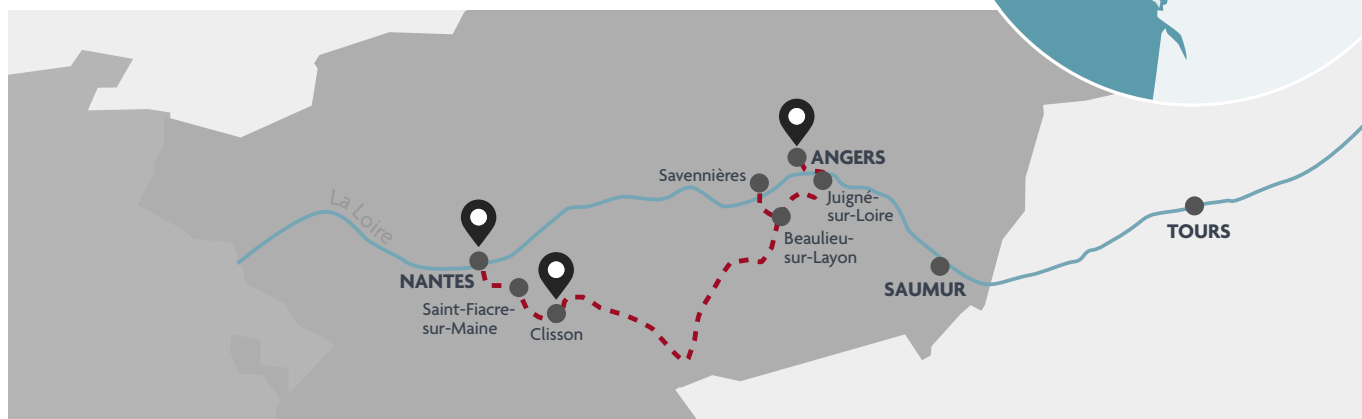 ANGERS
Savennières
Juigné-
sur-Loire
La Loire
TOURS
Beaulieu-
sur-Layon
NANTES
SAUMUR
Saint-Fiacre-
sur-Maine
Clisson